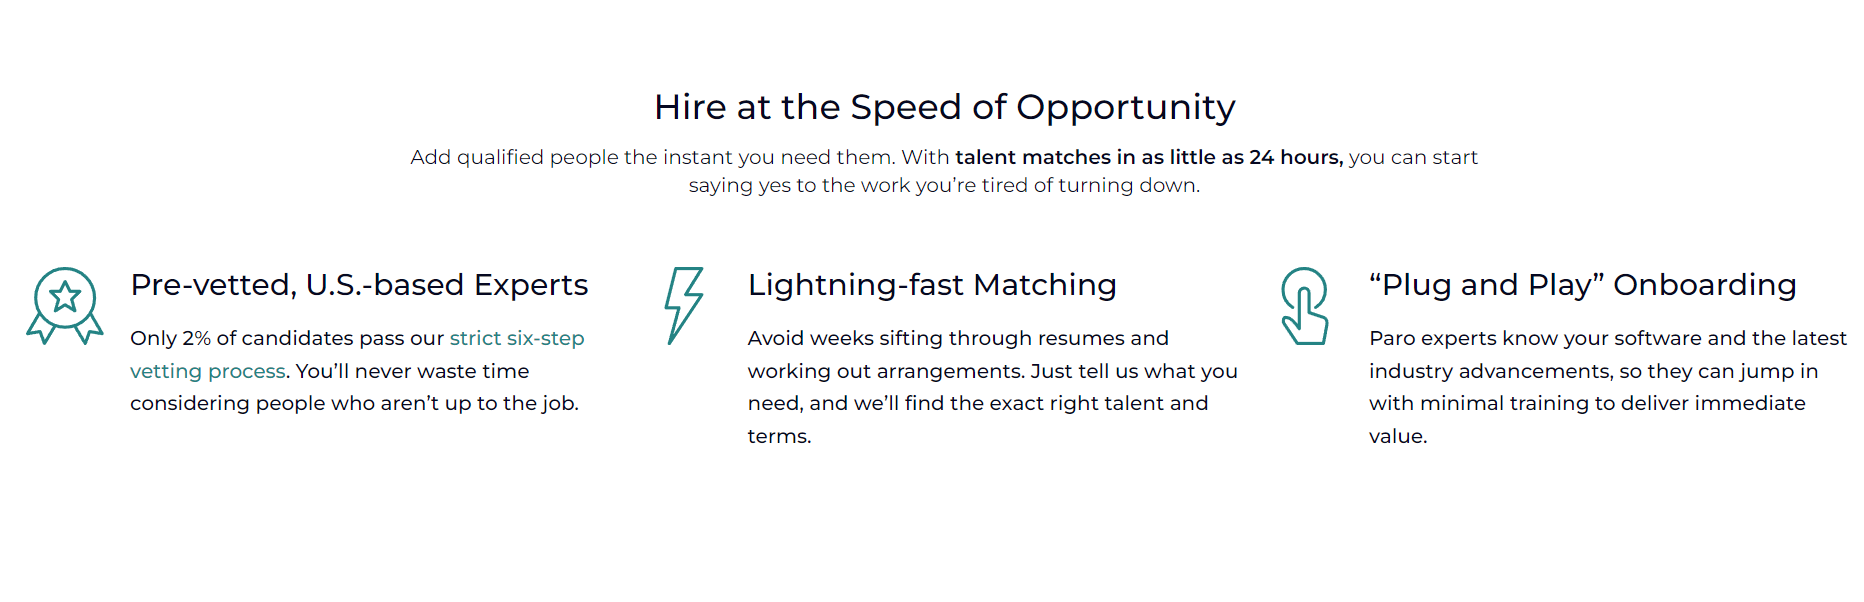 Hire at the Speed of Opportunity
Add qualified people the instant you need them. With talent matches in as little as 24 hours, you can start
saying yes to the work you’re tired of turning down.
Pre-vetted, U.S.-based Experts
Only 2% of candidates pass our strict six-step
vetting process. You’ll never waste time
considering people who aren’t up to the job.
Lightning-fast Matching
Avoid weeks sifting through resumes and
working out arrangements. Just tell us what you
need, and we’ll find the exact right talent and
terms.
“Plug and Play” Onboarding
Paro experts know your software and the latest
industry advancements, so they can jump in
with minimal training to deliver immediate
value.